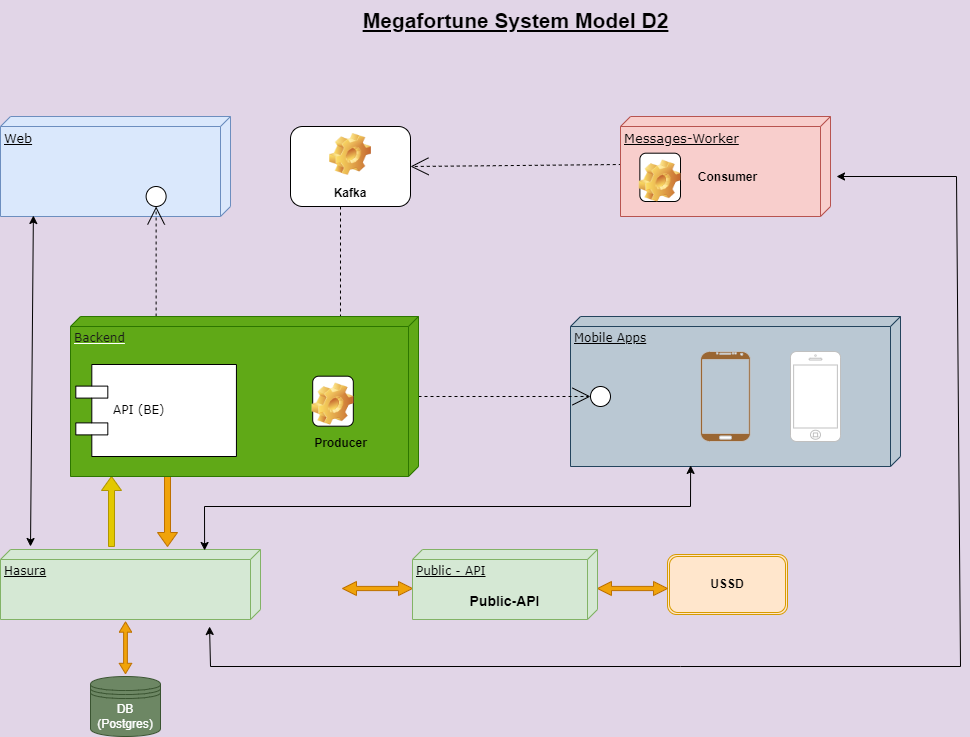 Megafortune System Model D2
Web
Kafka
Messages-Worker
Consumer
Backend
API (BE)
Producer
Mobile Apps
Hasura
Public - API
Public-API
USSD
DB
(Postgres)